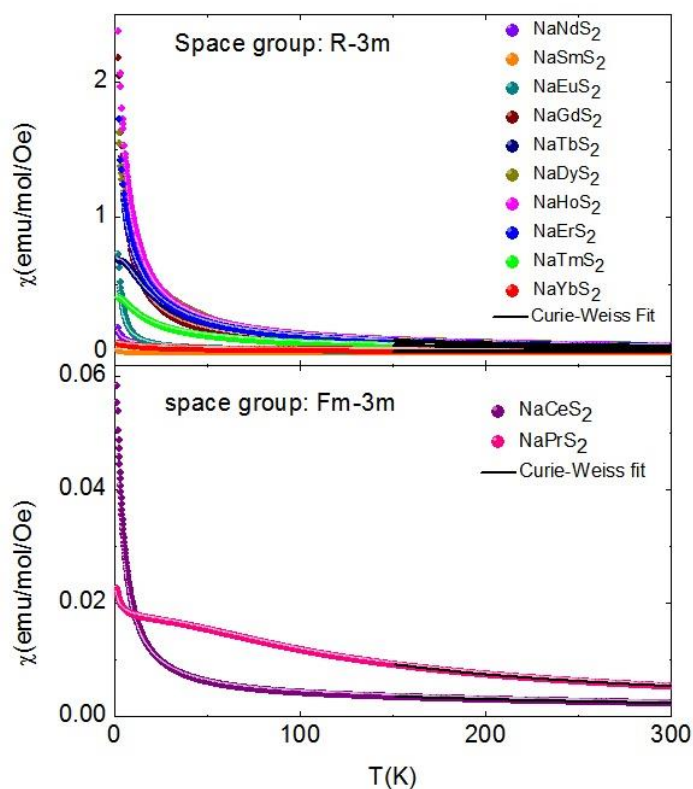 Space group: R-3m
NaNdS2
NaSmS2
NaEuS2
NaGdS2
NaTbS2
NaDyS2
NaHoS2
NaErS2
NaTmS2
NaYbS2
Curie-Weiss Fit
χ(emu/mol/Oe)
2
1
0
space group: Fm-3m
NaCeS2
NaPrS2
Curie-Weiss fit
χ(emu/mol/Oe)
0.06
0.04
0.02
0.00
0 100 200 300
T(K)